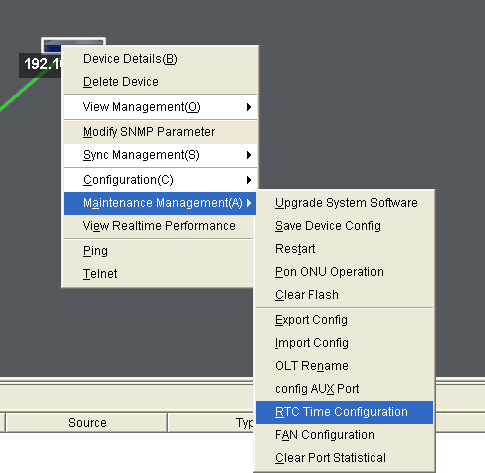 192.1
Device Details(B)
Delete Device
View Management(O)
Modify SNMP Parameter
Sync Management(S)
Configuration(C)
Maintenance Management(A)
View Realtime Performance
Ping
Telnet
Upgrade System Software
Save Device Config
Restart
Pon ONU Operation
Clear Flash
Export Config
Import Config
OLT Rename
config AUX Port
RTC Time Configuration
FAN Configuration
Clear Port Statistical
Source
Typ